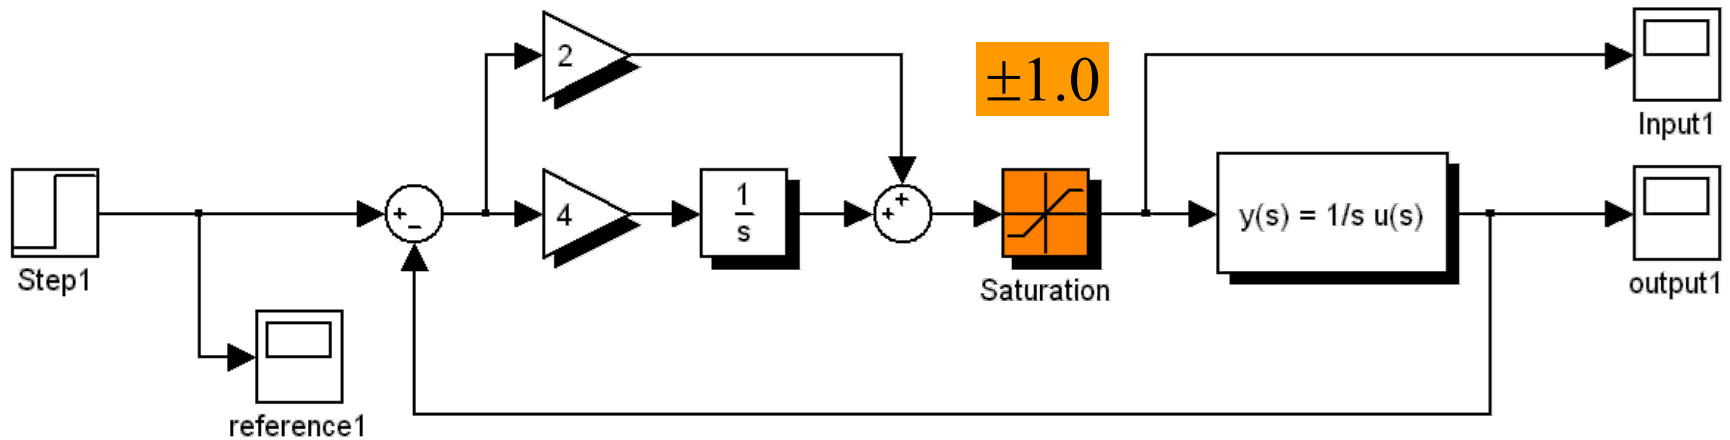 2
±1.0
Input1
Step1
+
−
4
1
s
+
+
Saturation
y(s) = 1/s u(s)
output1
reference1